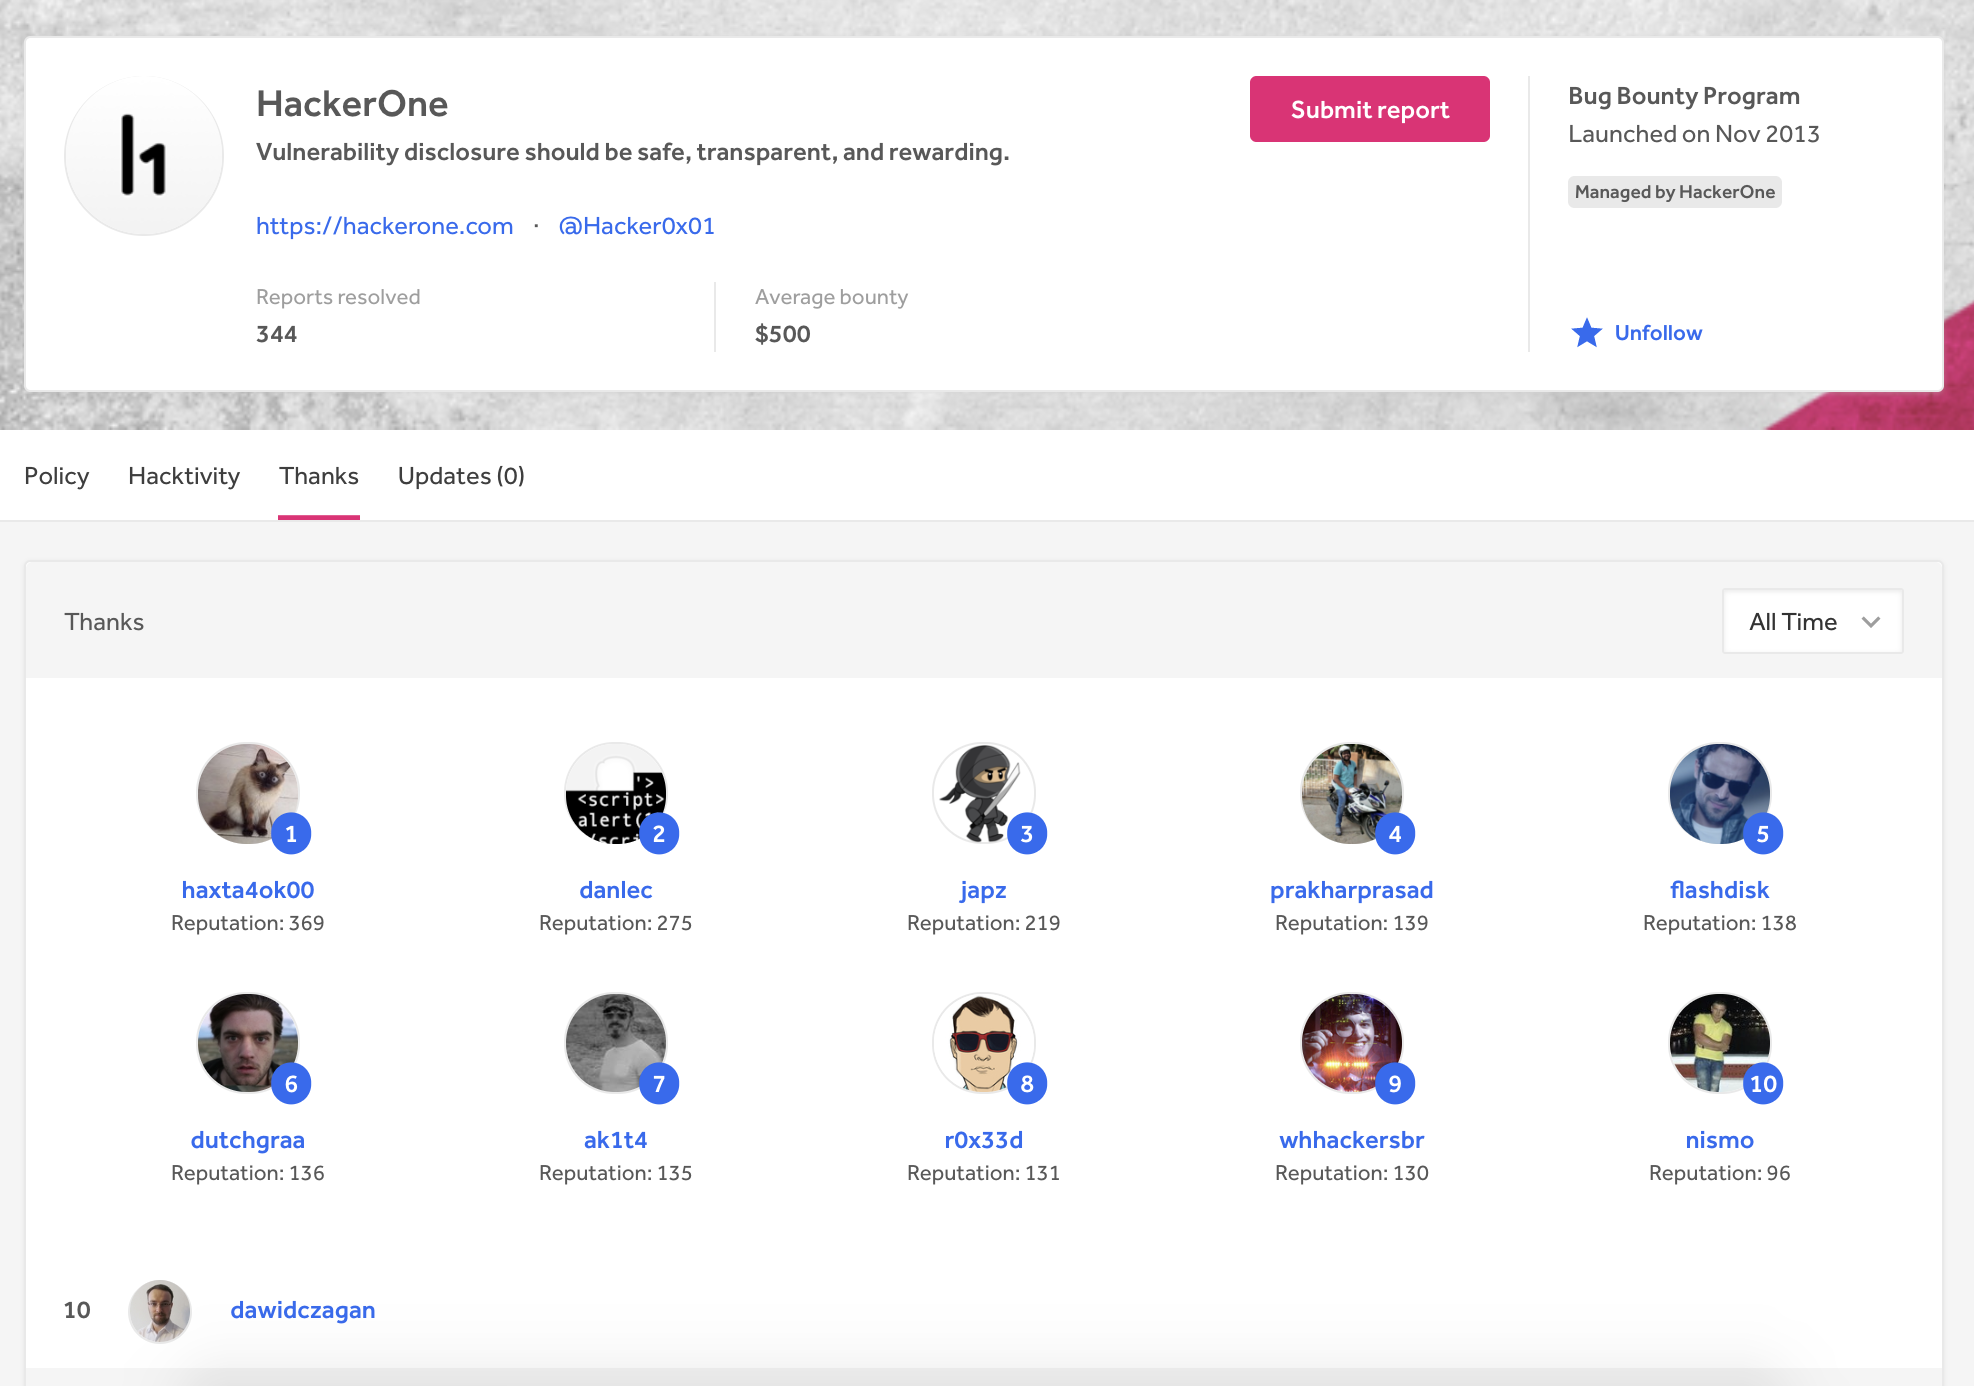 HackerOne
Vulnerability disclosure should be safe, transparent, and rewarding.
https://hackerone.com · @Hacker0x01
Reports resolved
344
Average bounty
$500
Submit report
Bug Bounty Program
Launched on Nov 2013
Managed by HackerOne
Unfollow
Policy Hacktivity Thanks Updates (0)
Thanks
All Time
'>
<script>
alert(
1 2 3 4 5
haxta4ok00 danlec japz prakharprasad flashdisk
Reputation: 369 Reputation: 275 Reputation: 219 Reputation: 139 Reputation: 138
6 7 8 9 10
dutchgraa ak1t4 r0x33d whhackersbr nismo
Reputation: 136 Reputation: 135 Reputation: 131 Reputation: 130 Reputation: 96
10 dawidczagan